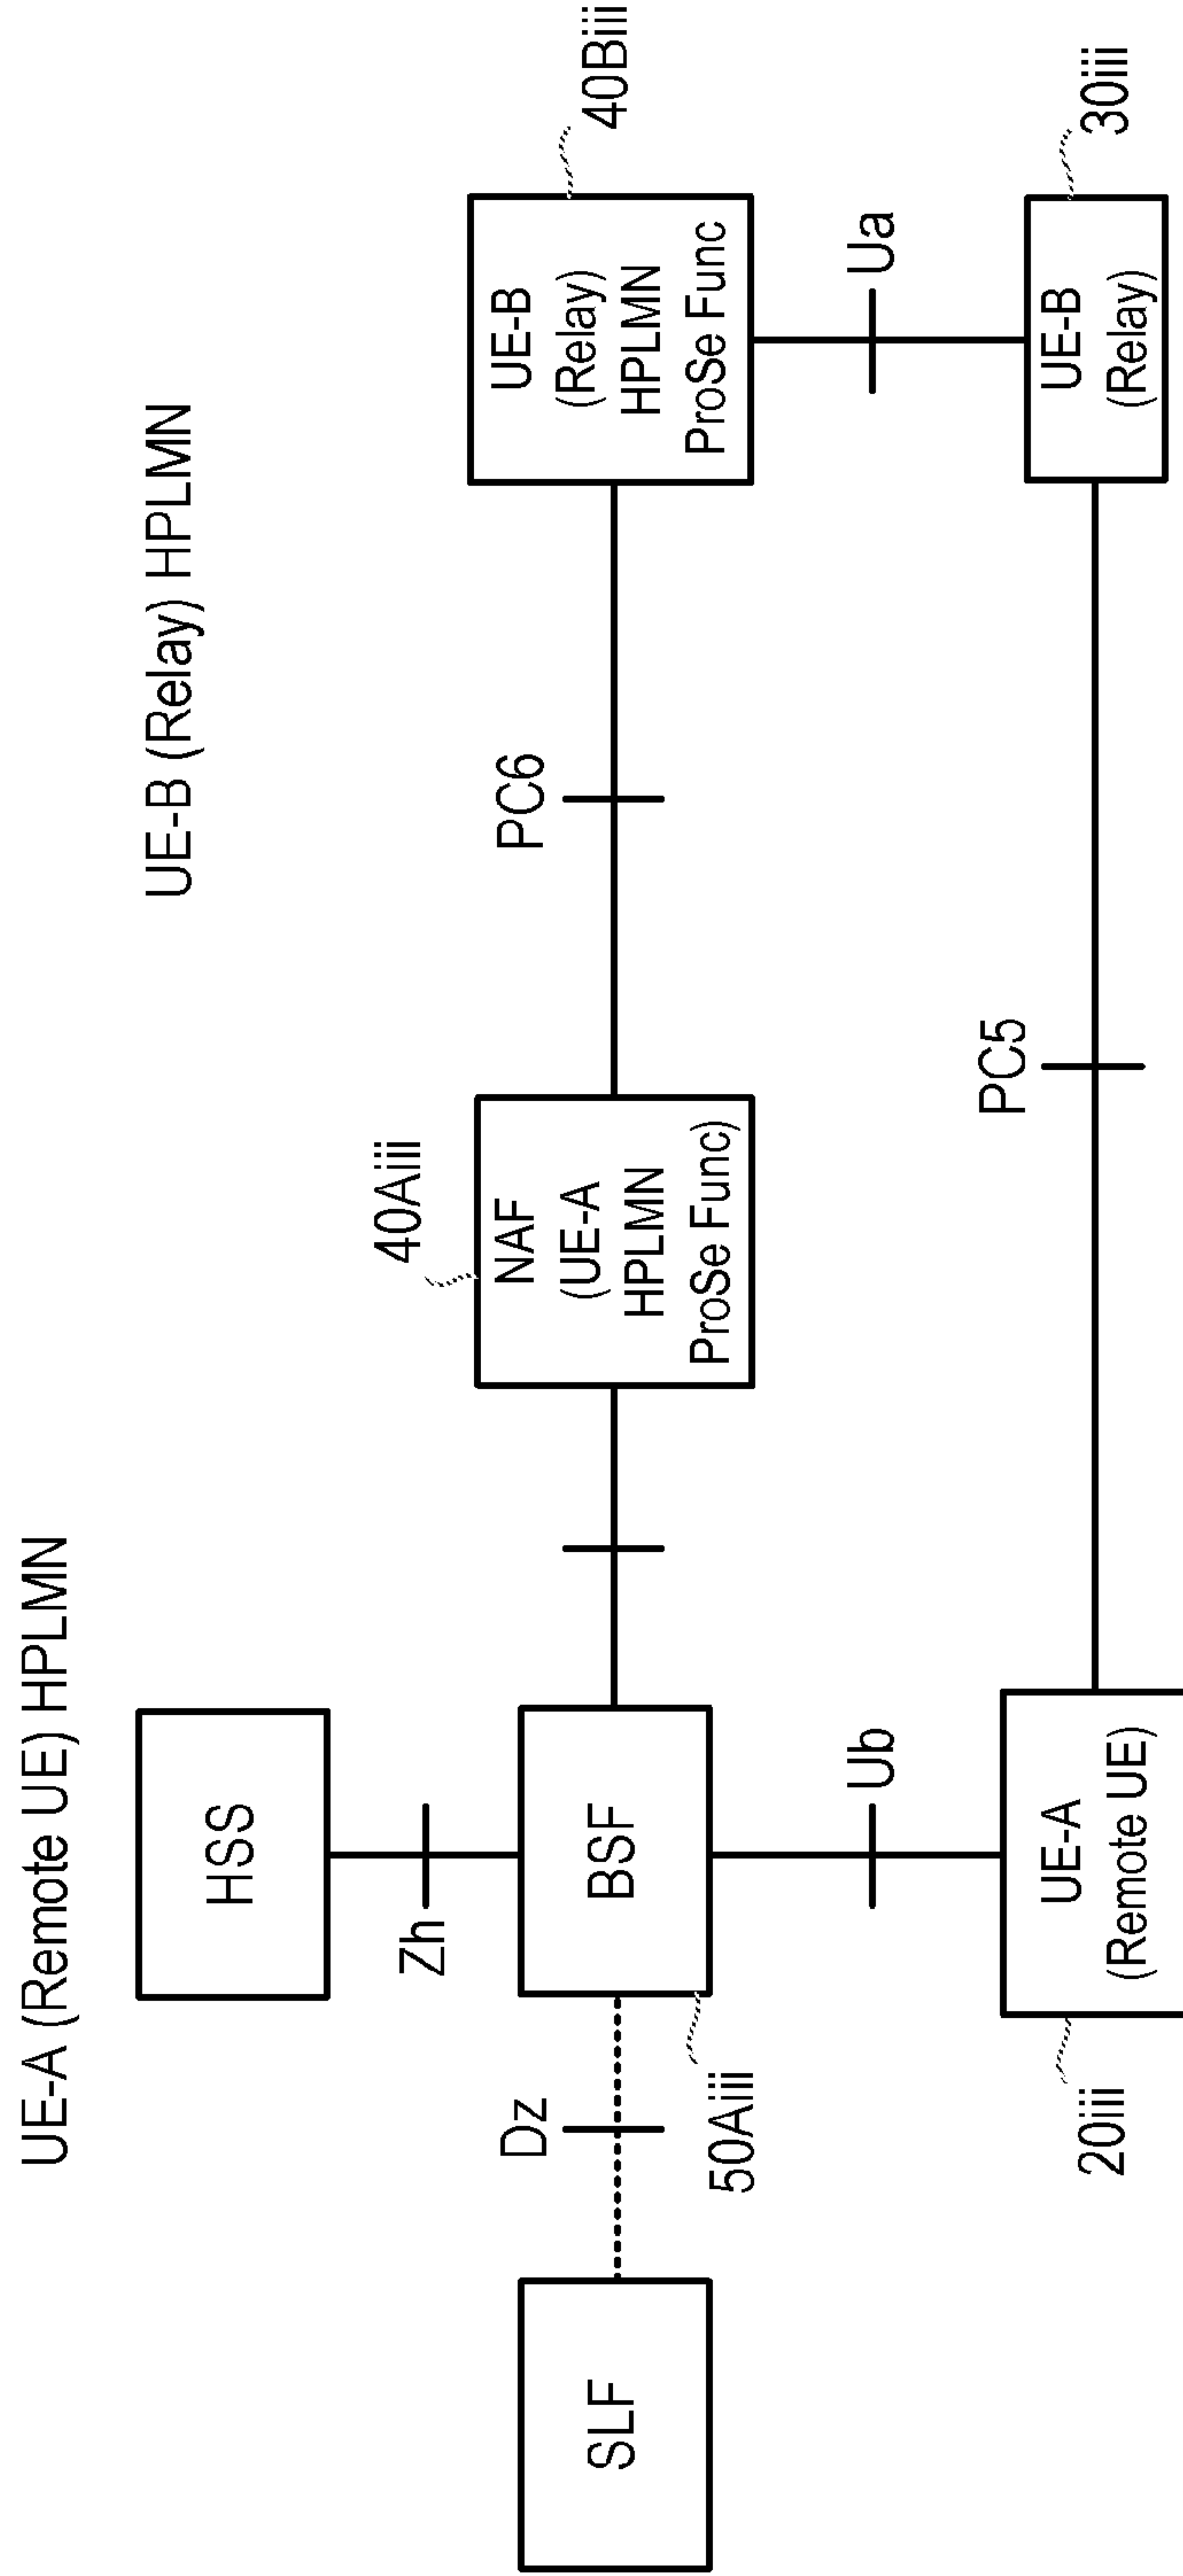 UE-A (Remote UE) HPLMN
UE-B (Relay) HPLMN
HSS
Zh
SLF
Dz
BSF
50Aiii
40Aiii
NAF
(UE-A
HPLMN
ProSe Func)
PC6
UE-B
(Relay)
HPLMN
ProSe Func
40Biii
Ub
Ua
UE-A
(Remote UE)
20iii
PC5
UE-B
(Relay)
30iii